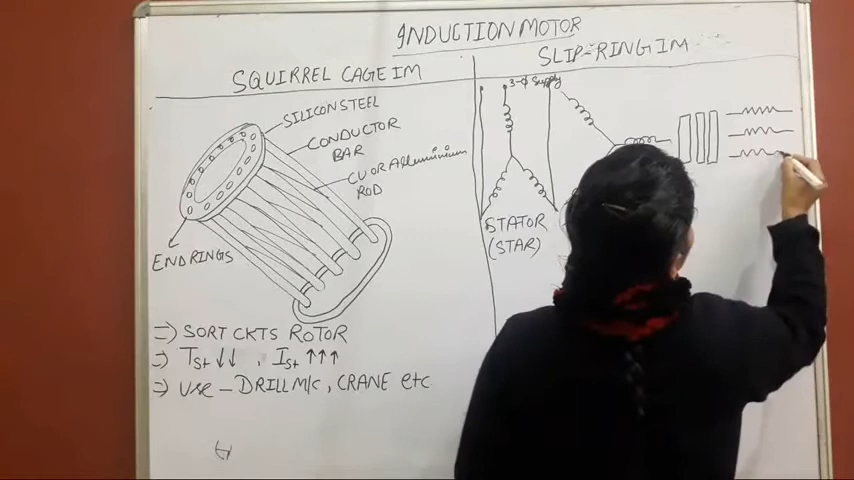 INDUCTION MOTOR
SQUIRREL CAGE IM
SLIP-RING IM
SILICON STEEL
CONDUCTOR
BAR
CU OR Alluminium
ROD
END RINGS
3-ϕ Supply
STATOR
(STAR)
⇒ SORT CKTS ROTOR
⇒ TSt ↓↓ , ISt ↑↑↑
⇒ USE - DRILL M/C, CRANE etc